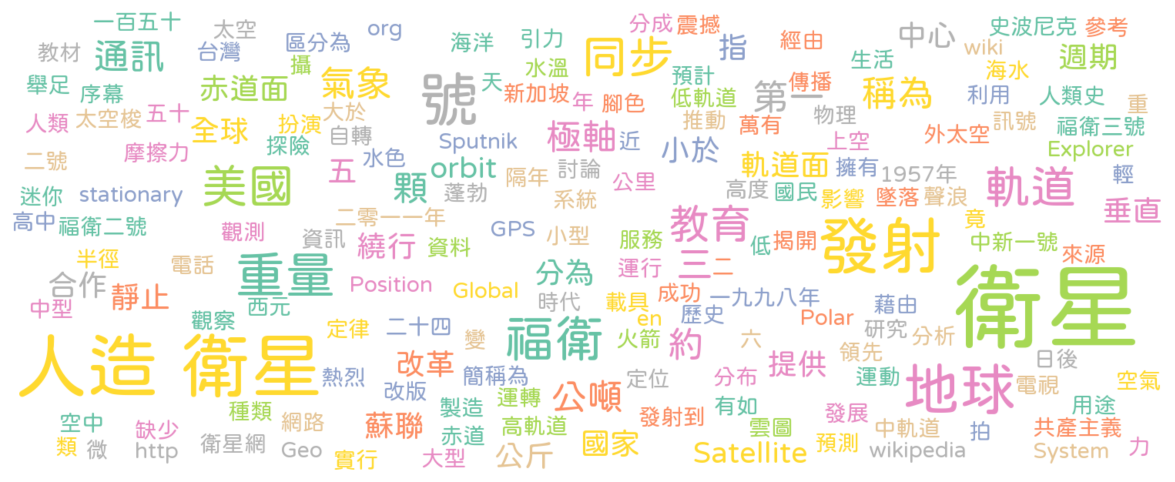 一百五十 太空 org 分成 震撼 史波尼克 參考
教材 通訊 台灣 區分為 海洋 引力 同步 指 經由 中心 wiki 週期
舉足 序幕 赤道面 攝 氣象 號 天 水溫 預計 傳播 生活 稱為 海水
人類 太空梭 五十 全球 扮演 大於 新加坡 年 腳色 低軌道 第一 物理 利用 人類史 重
二號 摩擦力 探險 自轉 Sputnik 極軸 近 小於 推動 萬有 上空 外太空 訊號 福衛三號
迷你 stationary 美國 五 水色 顆 orbit 討論 軌道面 擁有 1957年 軌道 Explorer 輕
高中 福衛二號 二零一一年 蓬勃 隔年 系統 公里 高度 國民 影響 墜落 聲浪 竟 垂直
觀測 資訊 繞行 資料 GPS 小型 服務 教育 低 揭開 發射 中新一號 來源
半徑 電話 重量 分為 運行 三 二 衛星
合作 靜止 西元 Position Global 時代 載具 成功 一九九八年 藉由
中型 觀察 定律 二十四 變 福衛 火箭 en 歷史 約 Polar 六 研究 分析 日後
人造 衛星 熱烈 改革 簡稱為 定位 分布 提供 領先 運動 地球 電視 空氣
改版 公噸 有如 用途
空中 種類 網路 蘇聯 製造 運轉 高軌道 發射到 雲圖 發展 中軌道 拍 共產主義
類 微 缺少 http 衛星網 Geo 實行 赤道 大型 公斤 國家 Satellite 預測 wikipedia System 力